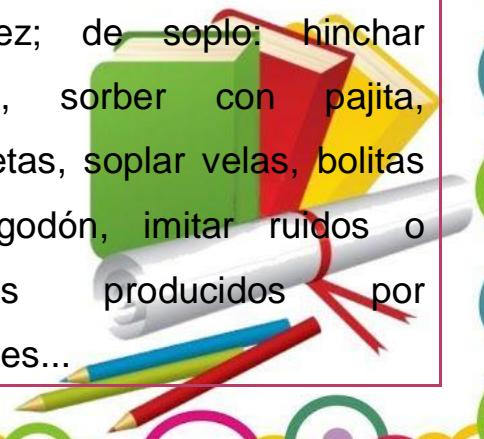 ez; de soplo: hinchar
, sorber con pajita,
etas, soplar velas, bolitas
godón, imitar ruidos o
s producidos por
es...